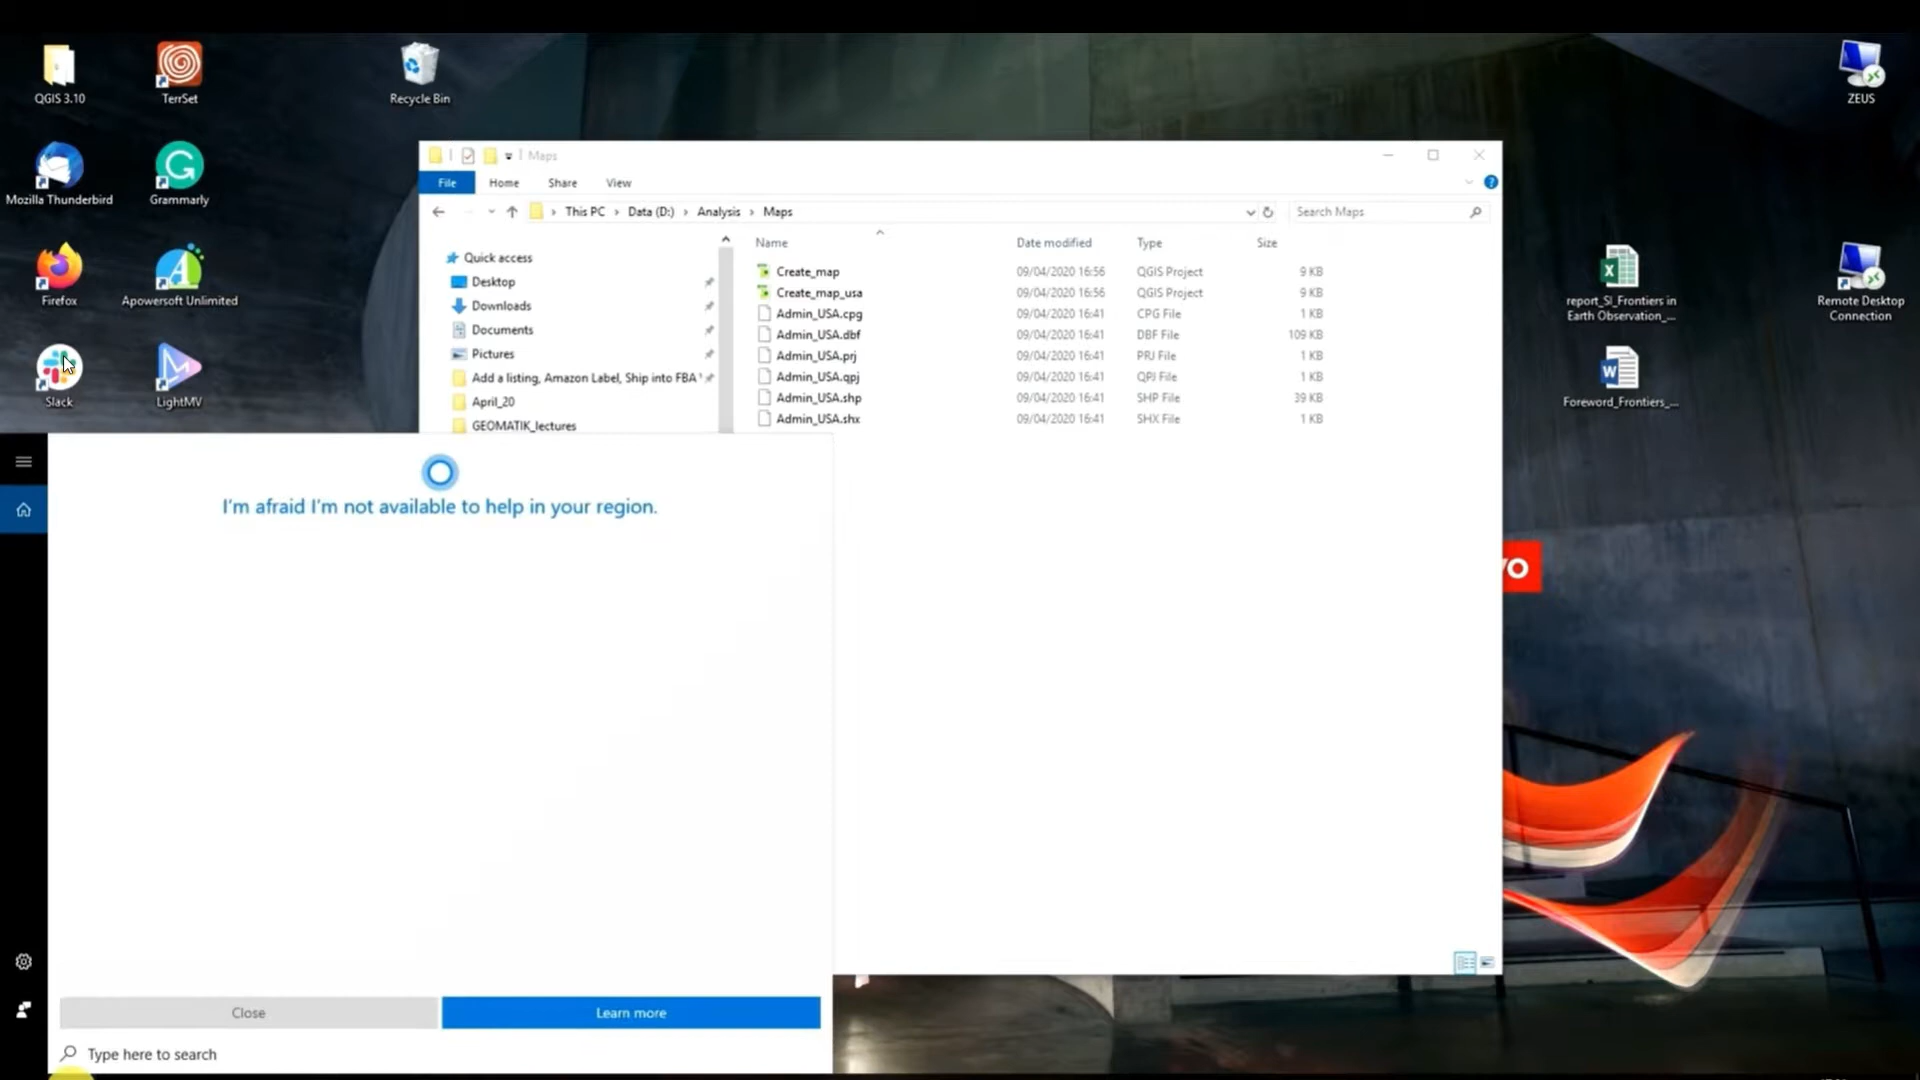 QGIS 3.10
TerrSet
Recycle Bin
ZEUS
Mozilla Thunderbird
Grammarly
Firefox
Apowersoft Unlimited
Slack
LightMV
report_SI_Frontiers in
Earth Observation_...
Remote Desktop
Connection
Foreword_Frontiers_...
Maps
File Home Share View
This PC Data (D:) Analysis Maps
Search Maps
Name Date modified Type Size
Quick access
Desktop
Downloads
Documents
Pictures
Add a listing, Amazon Label, Ship into FBA
April_20
GEOMATIK_lectures
Create_map 09/04/2020 16:56 QGIS Project 9 KB
Create_map_usa 09/04/2020 16:56 QGIS Project 9 KB
Admin_USA.cpg 09/04/2020 16:41 CPG File 1 KB
Admin_USA.dbf 09/04/2020 16:41 DBF File 109 KB
Admin_USA.prj 09/04/2020 16:41 PRJ File 1 KB
Admin_USA.qpj 09/04/2020 16:41 QPJ File 1 KB
Admin_USA.shp 09/04/2020 16:41 SHP File 39 KB
Admin_USA.shx 09/04/2020 16:41 SHX File 1 KB
I'm afraid I'm not available to help in your region.
Close
Learn more
Type here to search